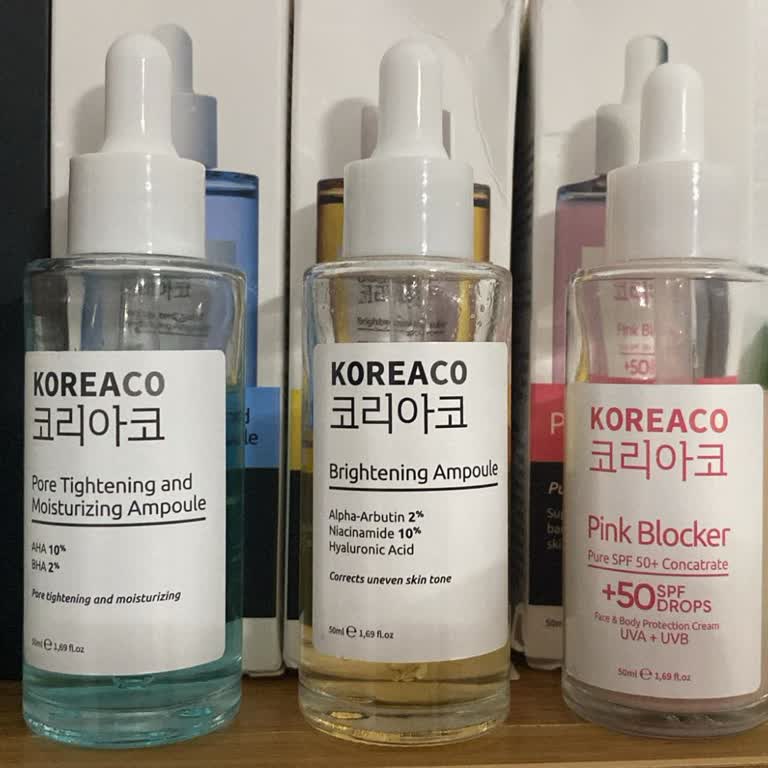 KOREACO
코리아코
Pore Tightening and
Moisturizing Ampoule
AHA 10%
BHA 2%
Pore tightening and moisturizing
50ml e 1,69 fl.oz
KOREACO
코리아코
Brightening Ampoule
Alpha-Arbutin 2%
Niacinamide 10%
Hyaluronic Acid
Corrects uneven skin tone
50ml e 1,69 fl.oz
KOREACO
코리아코
Pink Blocker
Pure SPF 50+ Concatrate
+50 SPF
DROPS
Face & Body Protection Cream
UVA + UVB
50ml e 1,69 fl.oz